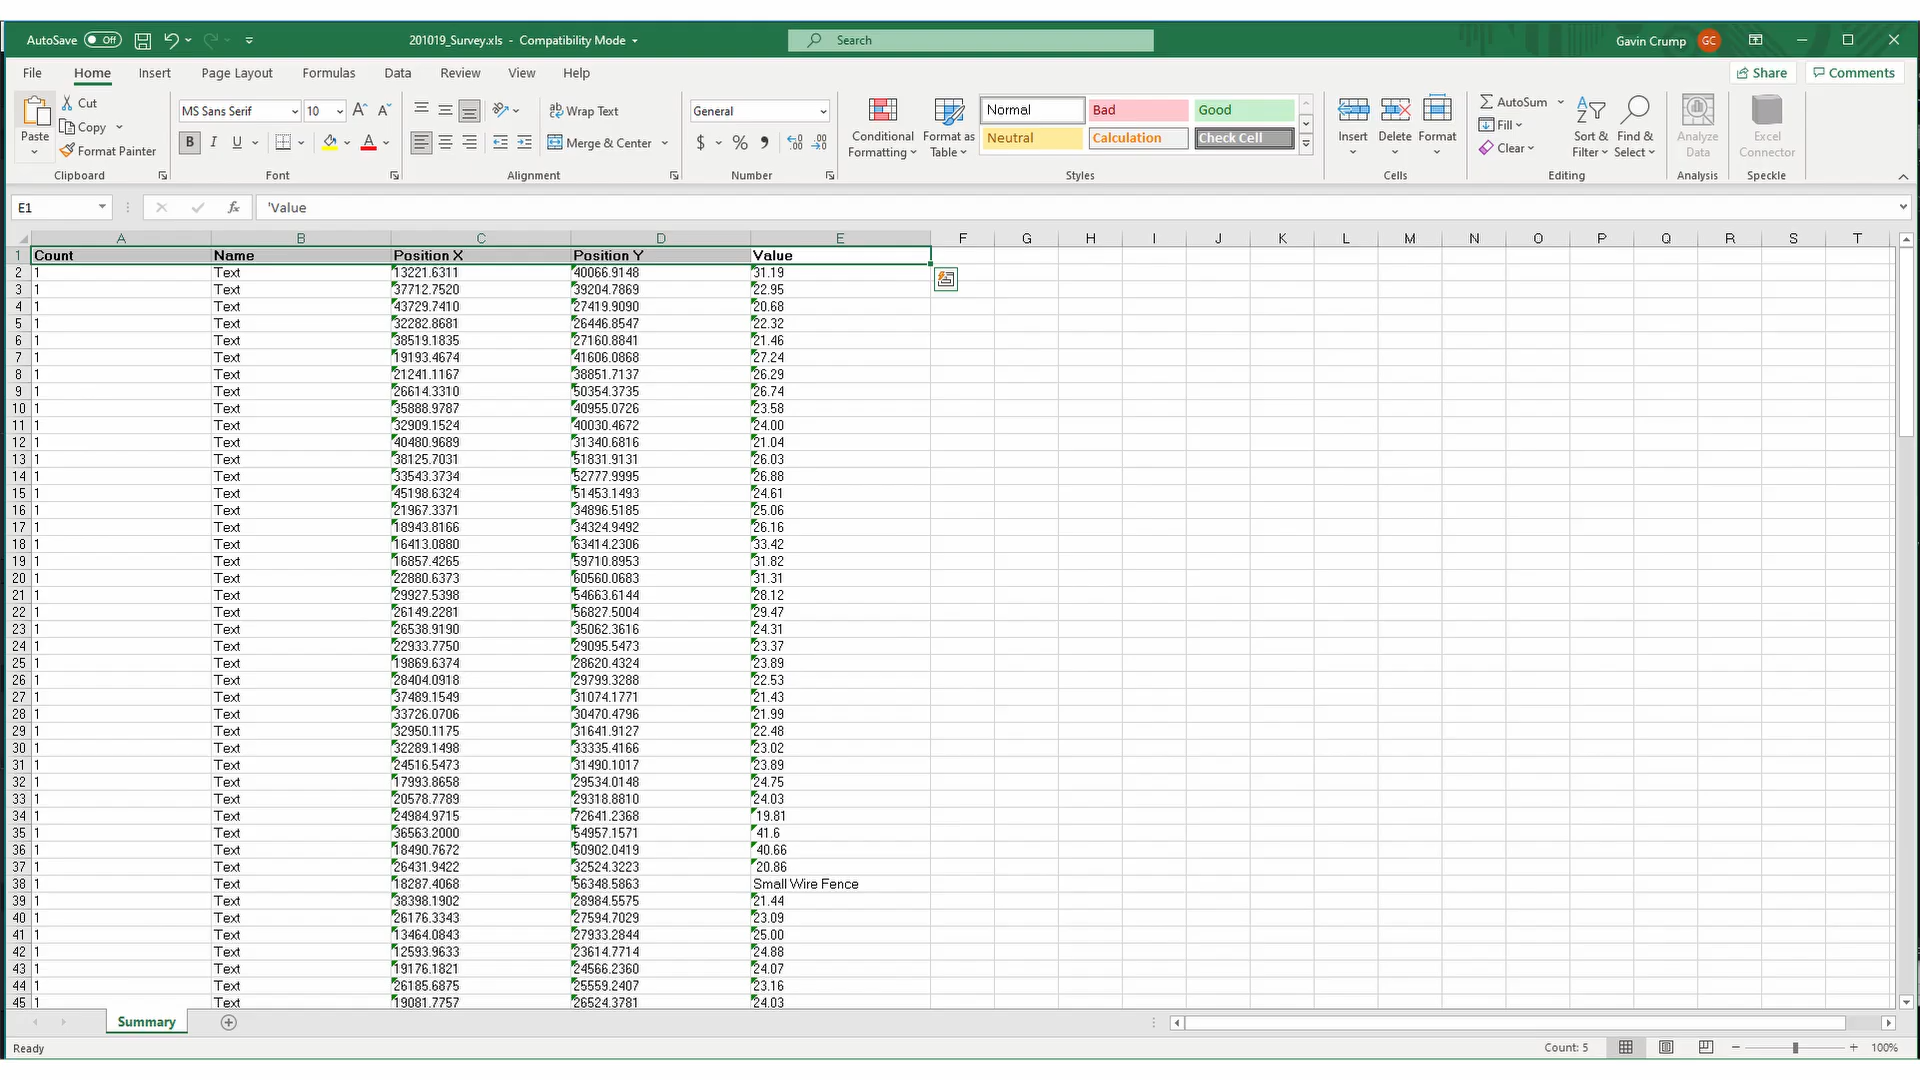 AutoSave Off 201019_Survey.xls - Compatibility Mode Search Gavin Crump GC
File Home Insert Page Layout Formulas Data Review View Help Share Comments
Paste Cut Copy Format Painter Clipboard
MS Sans Serif 10 A A B I U A Font
Wrap Text Merge & Center Alignment
General $ % Number
Conditional Formatting Format as Table Normal Bad Good Neutral Calculation Check Cell Styles
Insert Delete Format Cells
AutoSum Fill Clear Sort & Filter Find & Select Editing
Analyze Data Analysis
Excel Connector Speckle
E1 fx 'Value
A B C D E F G H I J K L M N O P Q R S T
1 Count Name Position X Position Y Value
2 1 Text 13221.6311 40066.9148 31.19
3 1 Text 37712.7520 39204.7869 22.95
4 1 Text 43729.7410 27419.9090 20.68
5 1 Text 32282.8681 26446.8547 22.32
6 1 Text 38519.1835 27160.8841 21.46
7 1 Text 19193.4674 41606.0868 27.24
8 1 Text 21241.1167 38851.7137 26.29
9 1 Text 26614.3310 50354.3735 26.74
10 1 Text 35888.9787 40955.0726 23.58
11 1 Text 32909.1524 40030.4672 24.00
12 1 Text 40480.9689 31340.6816 21.04
13 1 Text 38125.7031 51831.9131 26.03
14 1 Text 33543.3734 52777.9995 26.88
15 1 Text 45198.6324 51453.1493 24.61
16 1 Text 21967.3371 34896.5185 25.06
17 1 Text 18943.8166 34324.9492 26.16
18 1 Text 16413.0880 63414.2306 33.42
19 1 Text 16857.4265 59710.8953 31.82
20 1 Text 22880.6373 60560.0683 31.31
21 1 Text 29927.5398 54663.6144 28.12
22 1 Text 26149.2281 56827.5004 29.47
23 1 Text 26538.9190 35062.3616 24.31
24 1 Text 22933.7750 29095.5473 23.37
25 1 Text 19869.6374 28620.4324 23.89
26 1 Text 28404.0918 29799.3288 22.53
27 1 Text 37489.1549 31074.1771 21.43
28 1 Text 33726.0706 30470.4796 21.99
29 1 Text 32950.1175 31641.9127 22.48
30 1 Text 32289.1498 33335.4166 23.02
31 1 Text 24516.5473 31490.1017 23.89
32 1 Text 17993.8658 29534.0148 24.75
33 1 Text 20578.7789 29318.8810 24.03
34 1 Text 24984.9715 72641.2368 19.81
35 1 Text 36563.2000 54957.1571 41.6
36 1 Text 18490.7672 50902.0419 40.66
37 1 Text 26431.9422 32524.3223 20.86
38 1 Text 18287.4068 56348.5863 Small Wire Fence
39 1 Text 38398.1902 28984.5575 21.44
40 1 Text 26176.3343 27594.7029 23.09
41 1 Text 13464.0843 27933.2844 25.00
42 1 Text 12593.9633 23614.7714 24.88
43 1 Text 19176.1821 24566.2360 24.07
44 1 Text 26185.6875 25559.2407 23.16
45 1 Text 19081.7757 26524.3781 24.03
Summary
Ready Count: 5 100%